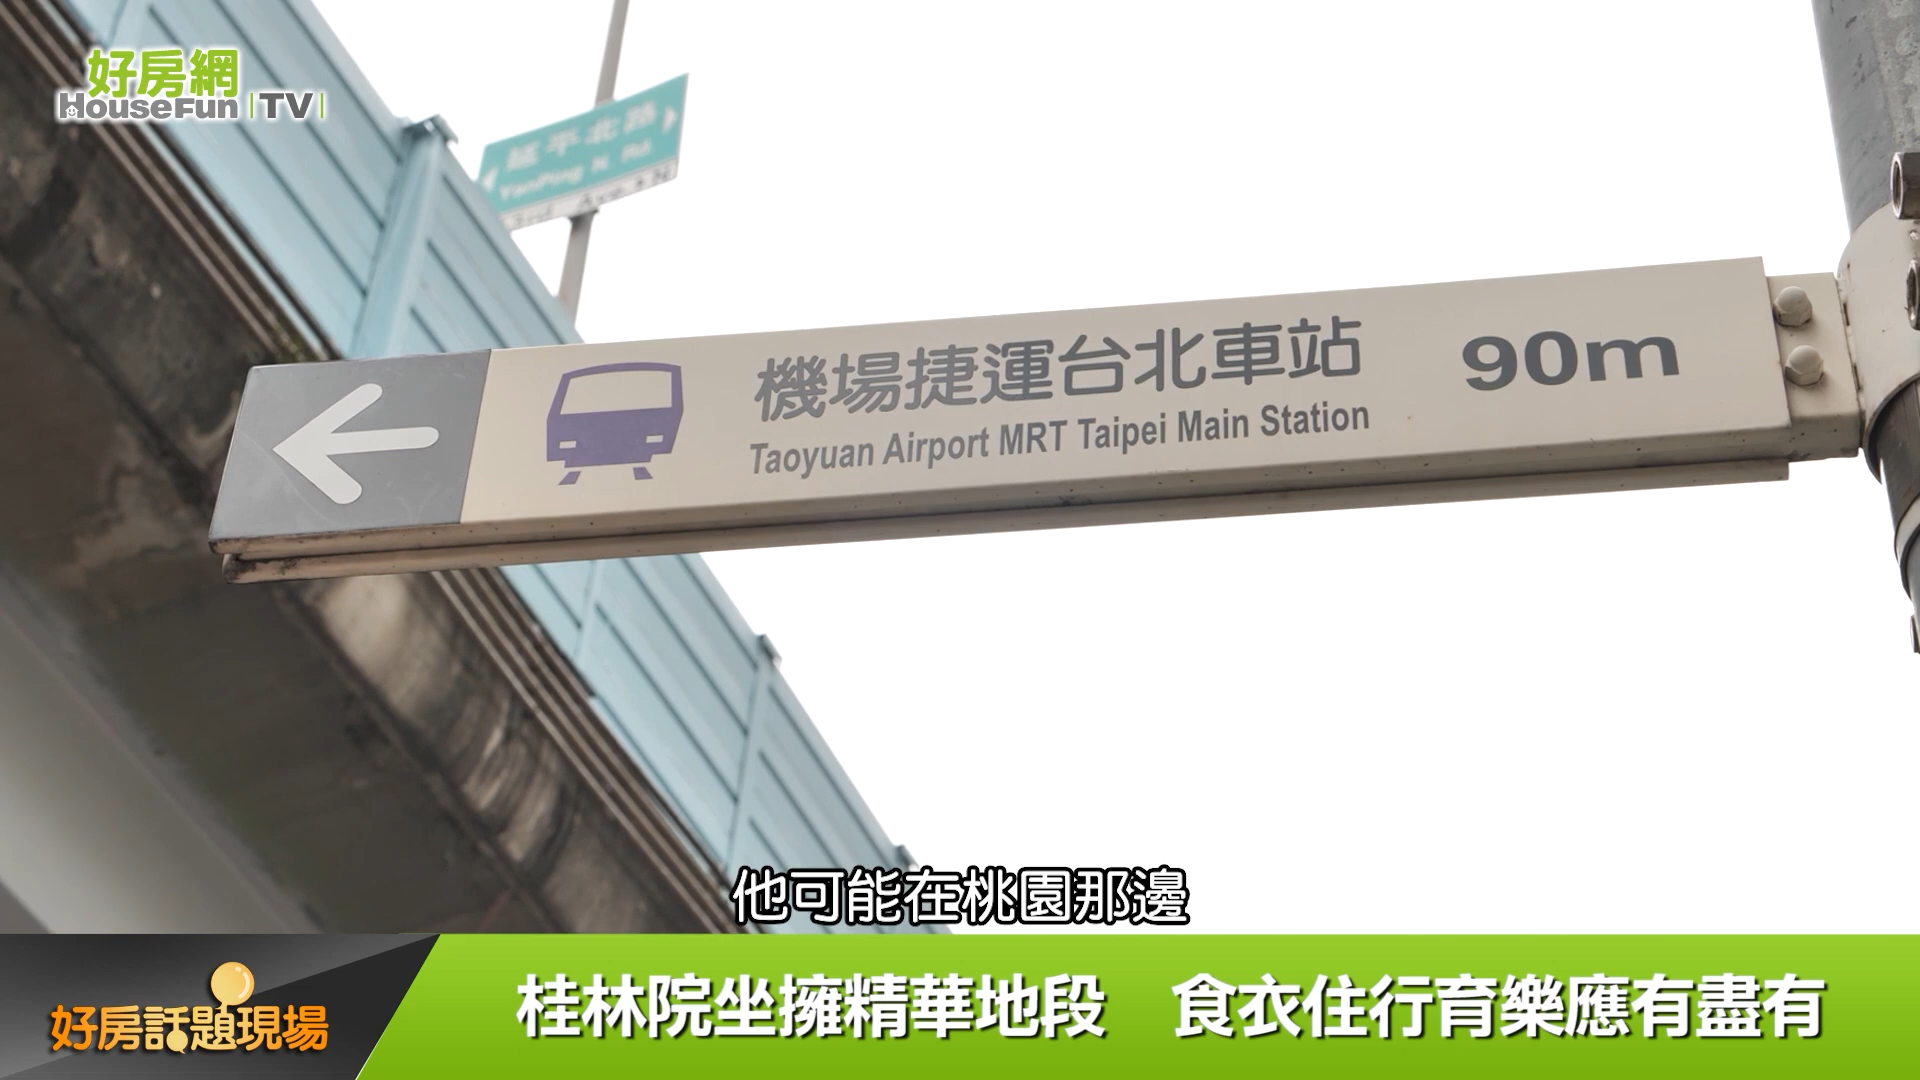 好房網
HouseFun TV
延平北路
YanPing N. Rd
3rd Ave. N
機場捷運台北車站 90m
Taoyuan Airport MRT Taipei Main Station
他可能在桃園那邊
好房話題現場
桂林院坐擁精華地段 食衣住行育樂應有盡有